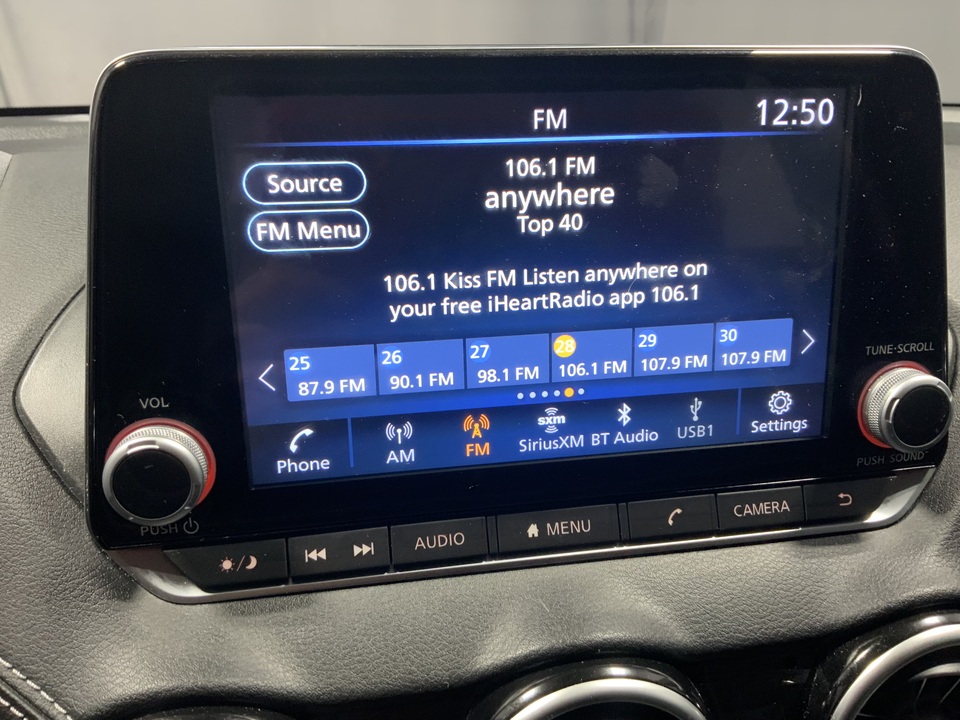 FM
12:50
Source
FM Menu
106.1 FM
anywhere
Top 40
106.1 Kiss FM Listen anywhere on
your free iHeartRadio app 106.1
25 26 27 28 29 30
87.9 FM 90.1 FM 98.1 FM 106.1 FM 107.9 FM 107.9 FM
sxm
Phone AM FM SiriusXM BT Audio USB1 Settings
VOL
PUSH
TUNE·SCROLL
PUSH SOUND
AUDIO
MENU
CAMERA